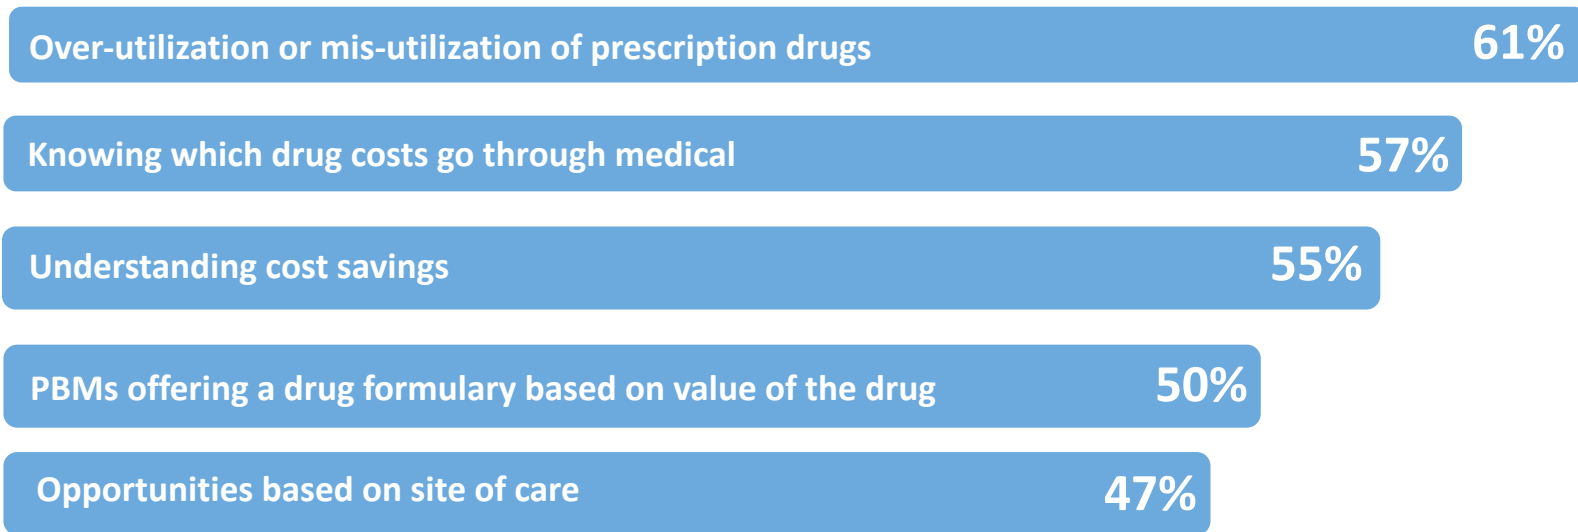 Over-utilization or mis-utilization of prescription drugs 61%
Knowing which drug costs go through medical 57%
Understanding cost savings 55%
PBMs offering a drug formulary based on value of the drug 50%
Opportunities based on site of care 47%